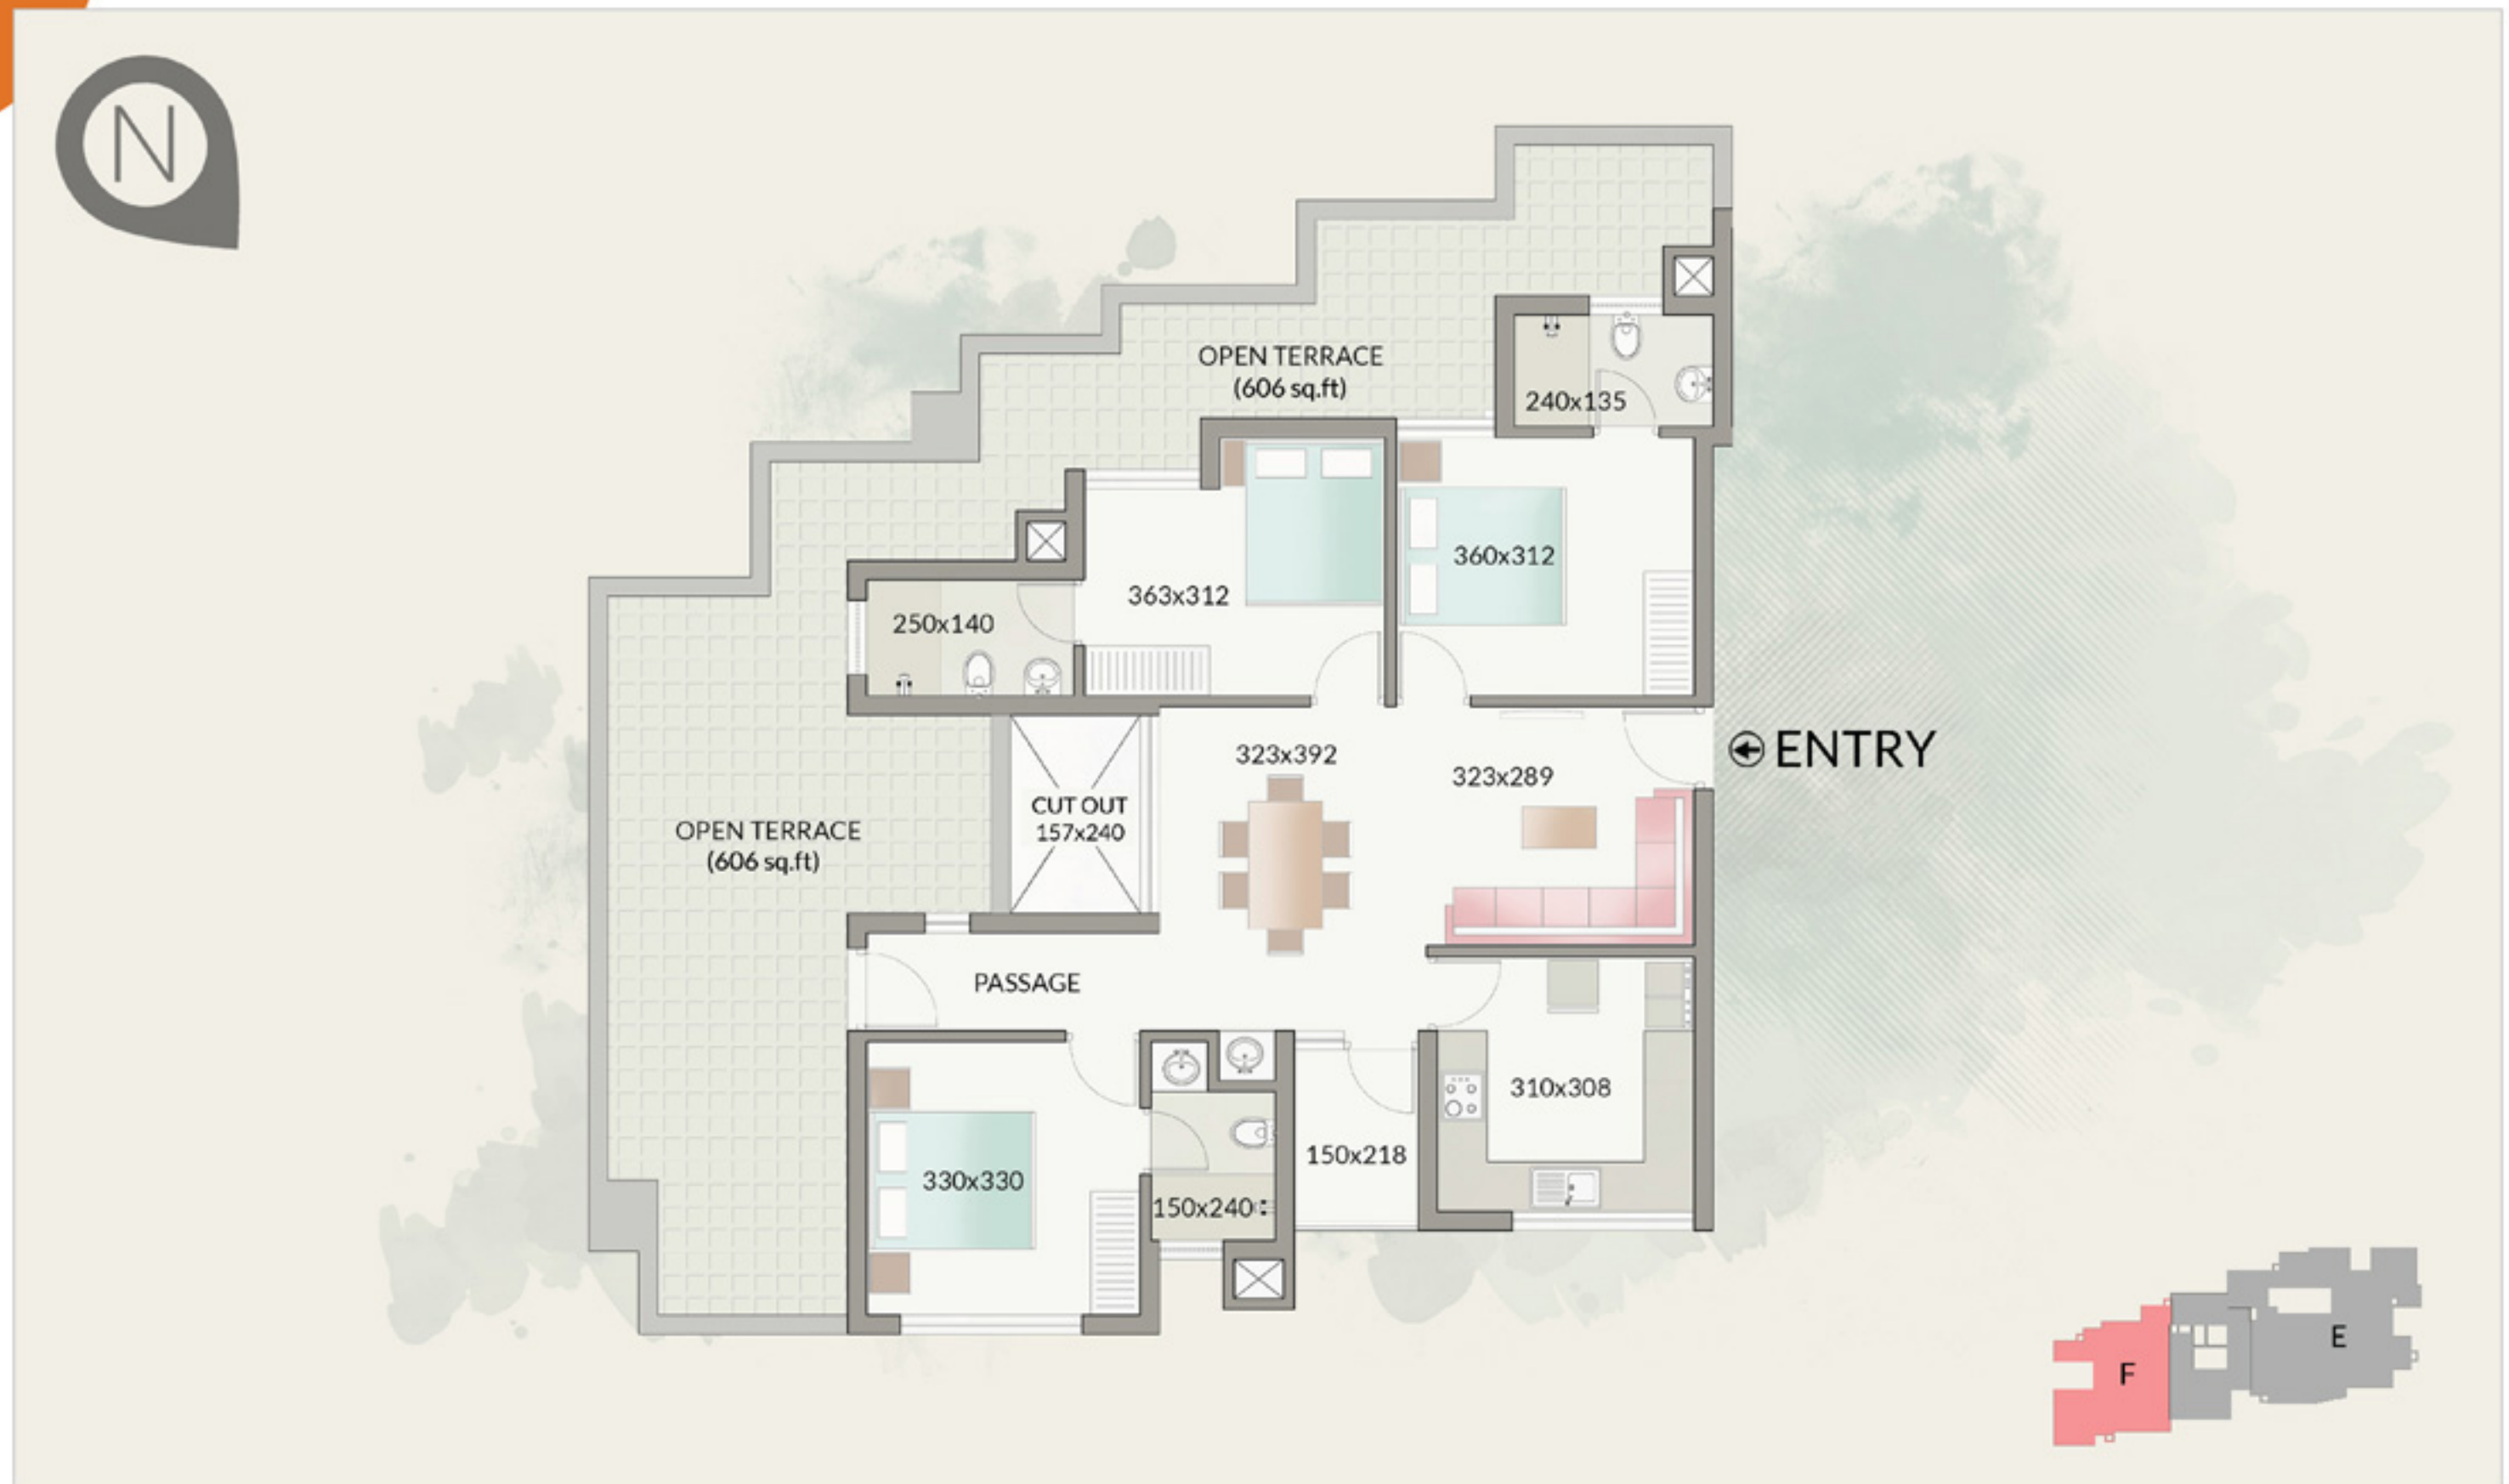 N
OPEN TERRACE
(606 sq.ft)
240x135
360x312
363x312
250x140
ENTRY
323x392
323x289
CUT OUT
157x240
OPEN TERRACE
(606 sq.ft)
PASSAGE
310x308
150x218
330x330
150x240
E
F